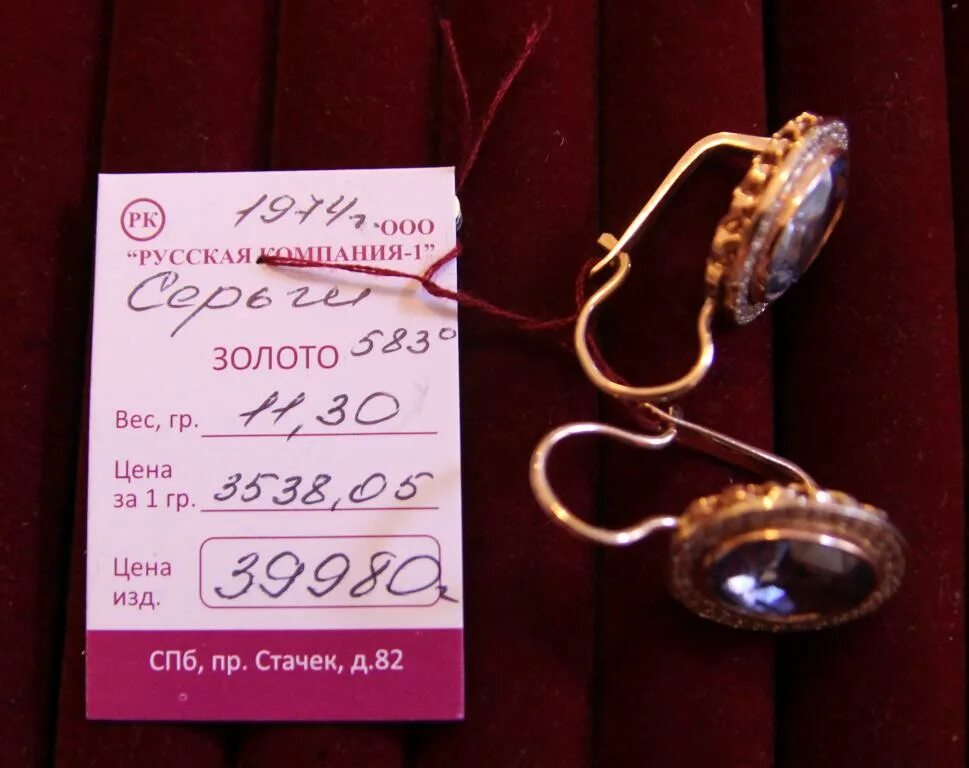 РК 1974г. ООО
"РУССКАЯ КОМПАНИЯ-1"
Серьги
ЗОЛОТО 583°
Вес, гр. 11,30
Цена
за 1 гр. 3538,05
Цена
изд. 39980г
СПб, пр. Стачек, д.82